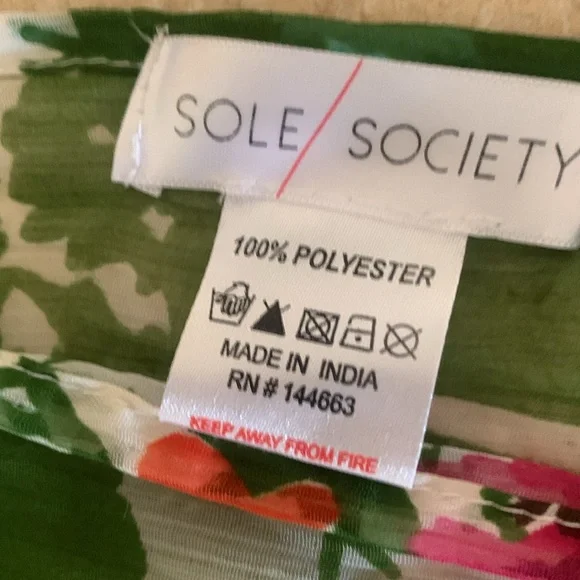 SOLE/SOCIETY
100% POLYESTER
MADE IN INDIA
RN # 144663
KEEP AWAY FROM FIRE